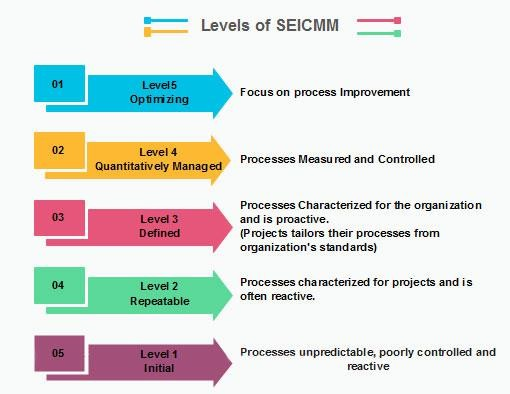 Levels of SEICMM
01
Level5
Optimizing
Focus on process Improvement
02
Level 4
Quantitatively Managed
Processes Measured and Controlled
03
Level 3
Defined
Processes Characterized for the organization
and is proactive.
(Projects tailors their processes from
organization's standards)
04
Level 2
Repeatable
Processes characterized for projects and is
often reactive.
05
Level 1
Initial
Processes unpredictable, poorly controlled and
reactive